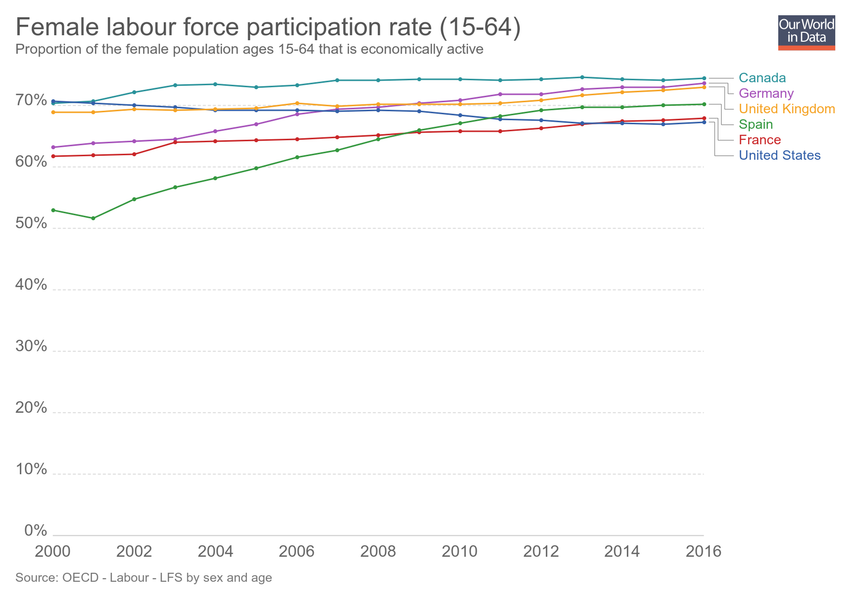 Female labour force participation rate (15-64)
Proportion of the female population ages 15-64 that is economically active
Our World
in Data
70%
60%
50%
40%
30%
20%
10%
0%
Canada
Germany
United Kingdom
Spain
France
United States
2000 2002 2004 2006 2008 2010 2012 2014 2016
Source: OECD - Labour - LFS by sex and age